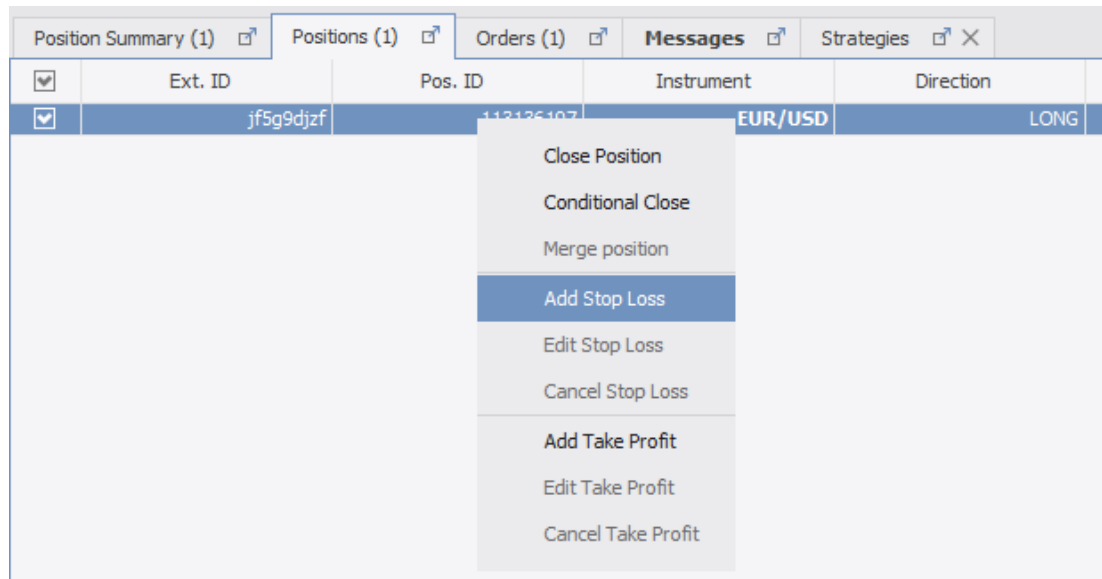 Position Summary (1) Positions (1) Orders (1) Messages Strategies
Ext. ID Pos. ID Instrument Direction
jf5g9djzf 113136197 EUR/USD LONG
Close Position
Conditional Close
Merge position
Add Stop Loss
Edit Stop Loss
Cancel Stop Loss
Add Take Profit
Edit Take Profit
Cancel Take Profit